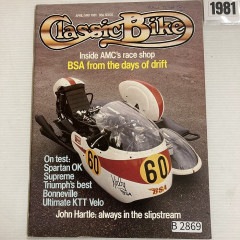 1981
Classic Bike
Inside AMC's race shop
BSA from the days of drift
60
60
BSA
On test:
Spartan OK
Supreme
Triumph's best
Bonneville
Ultimate KTT Velo
John Hartle: always in the slipstream
B 2869